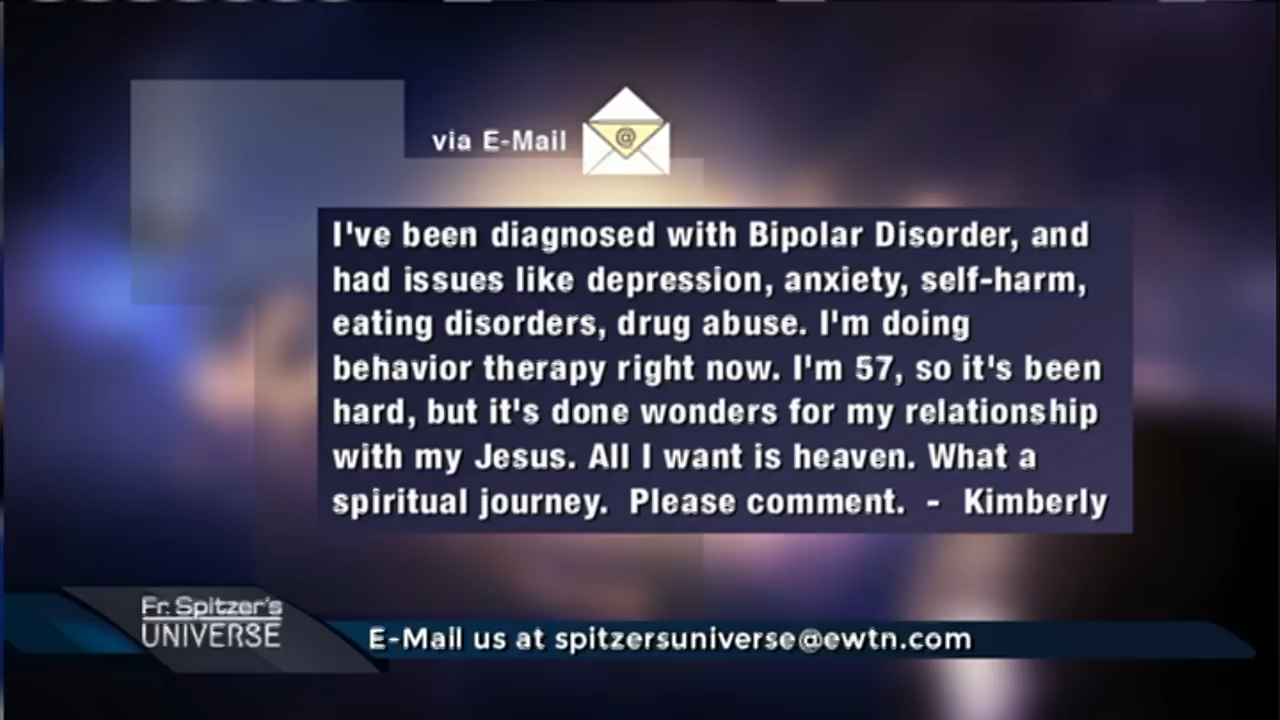 via E-Mail
@
I've been diagnosed with Bipolar Disorder, and
had issues like depression, anxiety, self-harm,
eating disorders, drug abuse. I'm doing
behavior therapy right now. I'm 57, so it's been
hard, but it's done wonders for my relationship
with my Jesus. All I want is heaven. What a
spiritual journey.  Please comment.  -  Kimberly
Fr. Spitzer's
UNIVERSE
E-Mail us at spitzersuniverse@ewtn.com